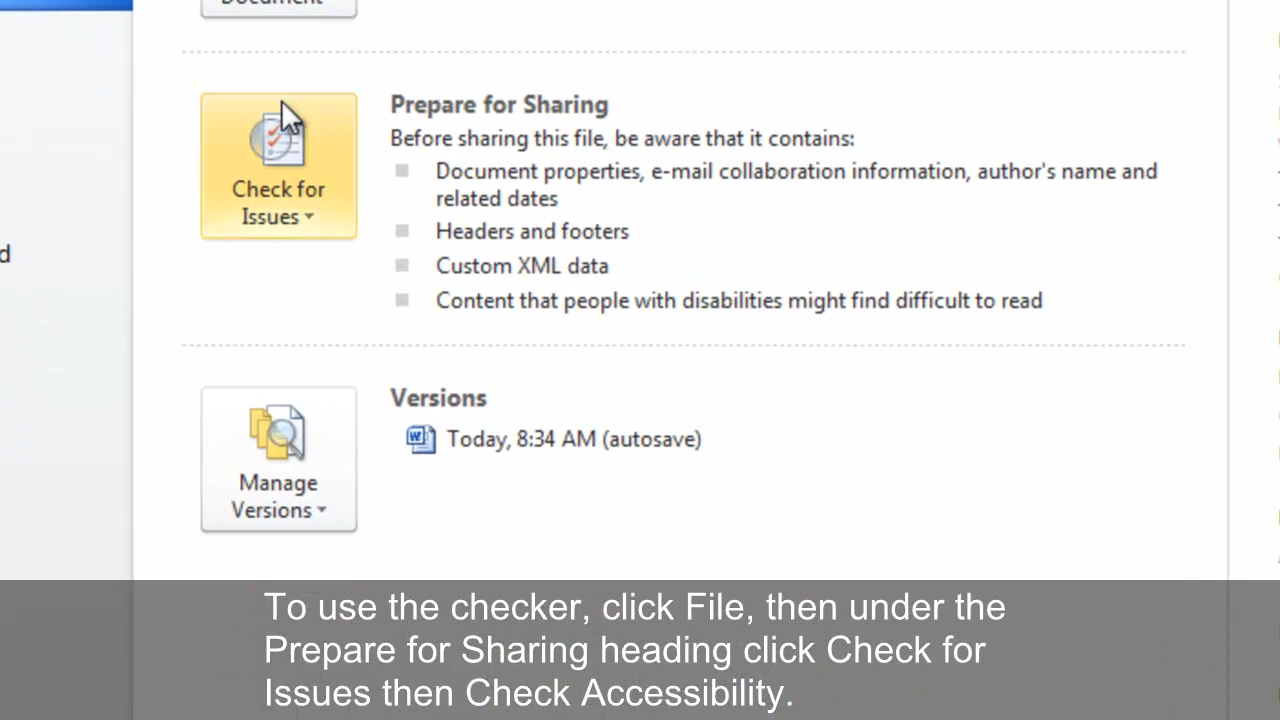 Document
Prepare for Sharing
Before sharing this file, be aware that it contains:
Check for
Issues
Document properties, e-mail collaboration information, author's name and
related dates
Headers and footers
Custom XML data
Content that people with disabilities might find difficult to read
d
Versions
Today, 8:34 AM (autosave)
Manage
Versions
To use the checker, click File, then under the
Prepare for Sharing heading click Check for
Issues then Check Accessibility.